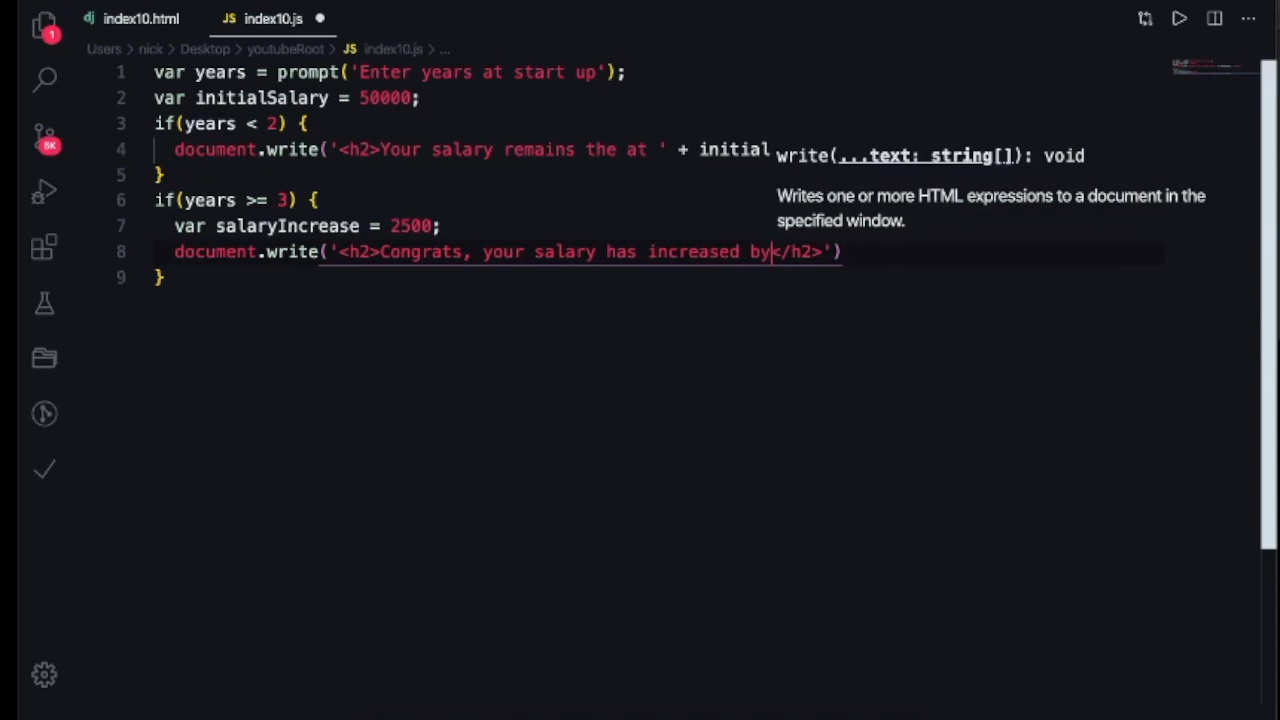 index10.html JS index10.js
1
Users nick Desktop youtubeRoot JS index10.js ...
1 var years = prompt('Enter years at start up');
2 var initialSalary = 50000;
3 if(years < 2) {
4 document.write('<h2>Your salary remains the at ' + initial
write(...text: string[]): void
5 }
5K
6 if(years >= 3) {
Writes one or more HTML expressions to a document in the
specified window.
7 var salaryIncrease = 2500;
8 document.write('<h2>Congrats, your salary has increased by</h2>')
9 }